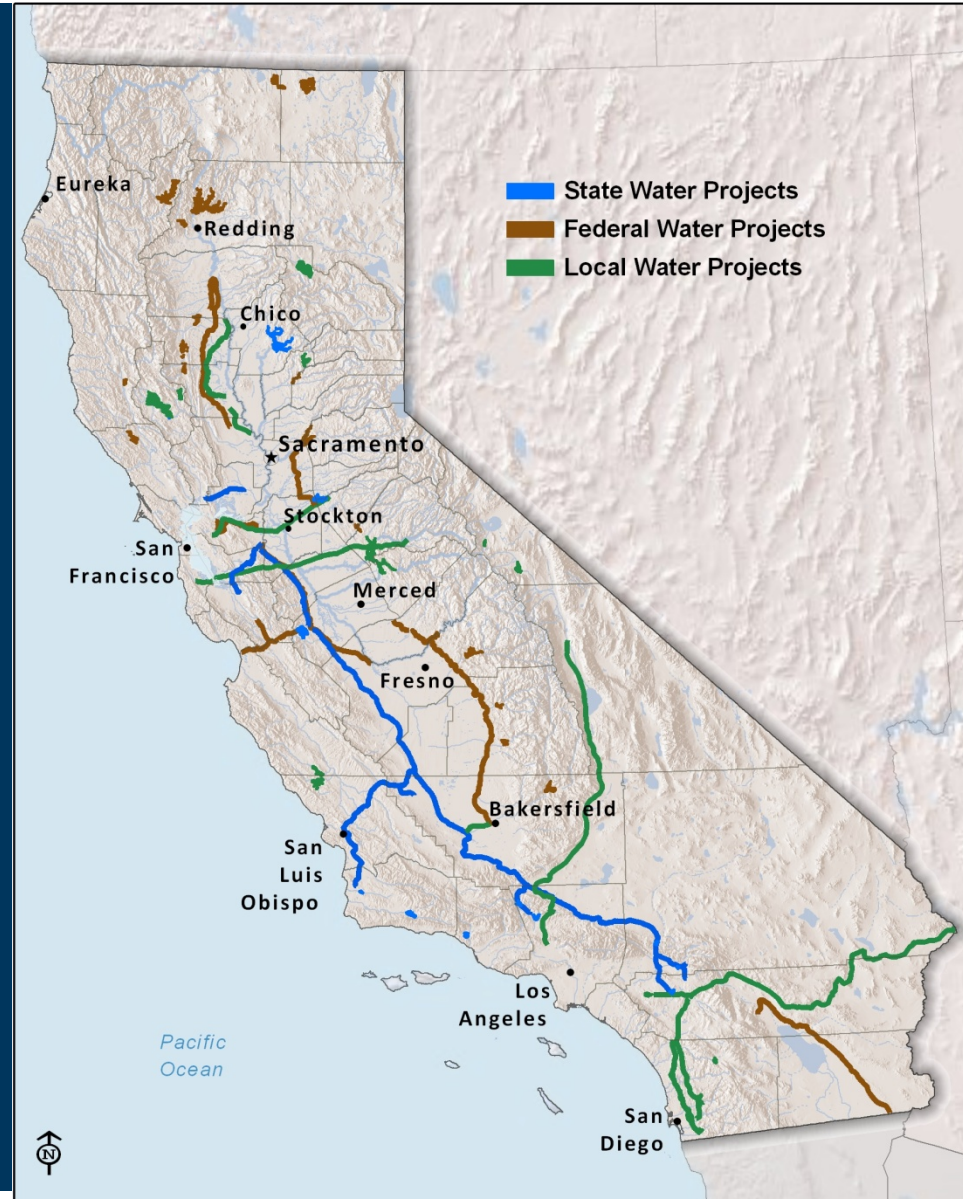 State Water Projects
Federal Water Projects
Local Water Projects
Eureka
Redding
Chico
Sacramento
Stockton
San
Francisco
Merced
Fresno
Bakersfield
San
Luis
Obispo
Los
Angeles
Pacific
Ocean
San
Diego
N